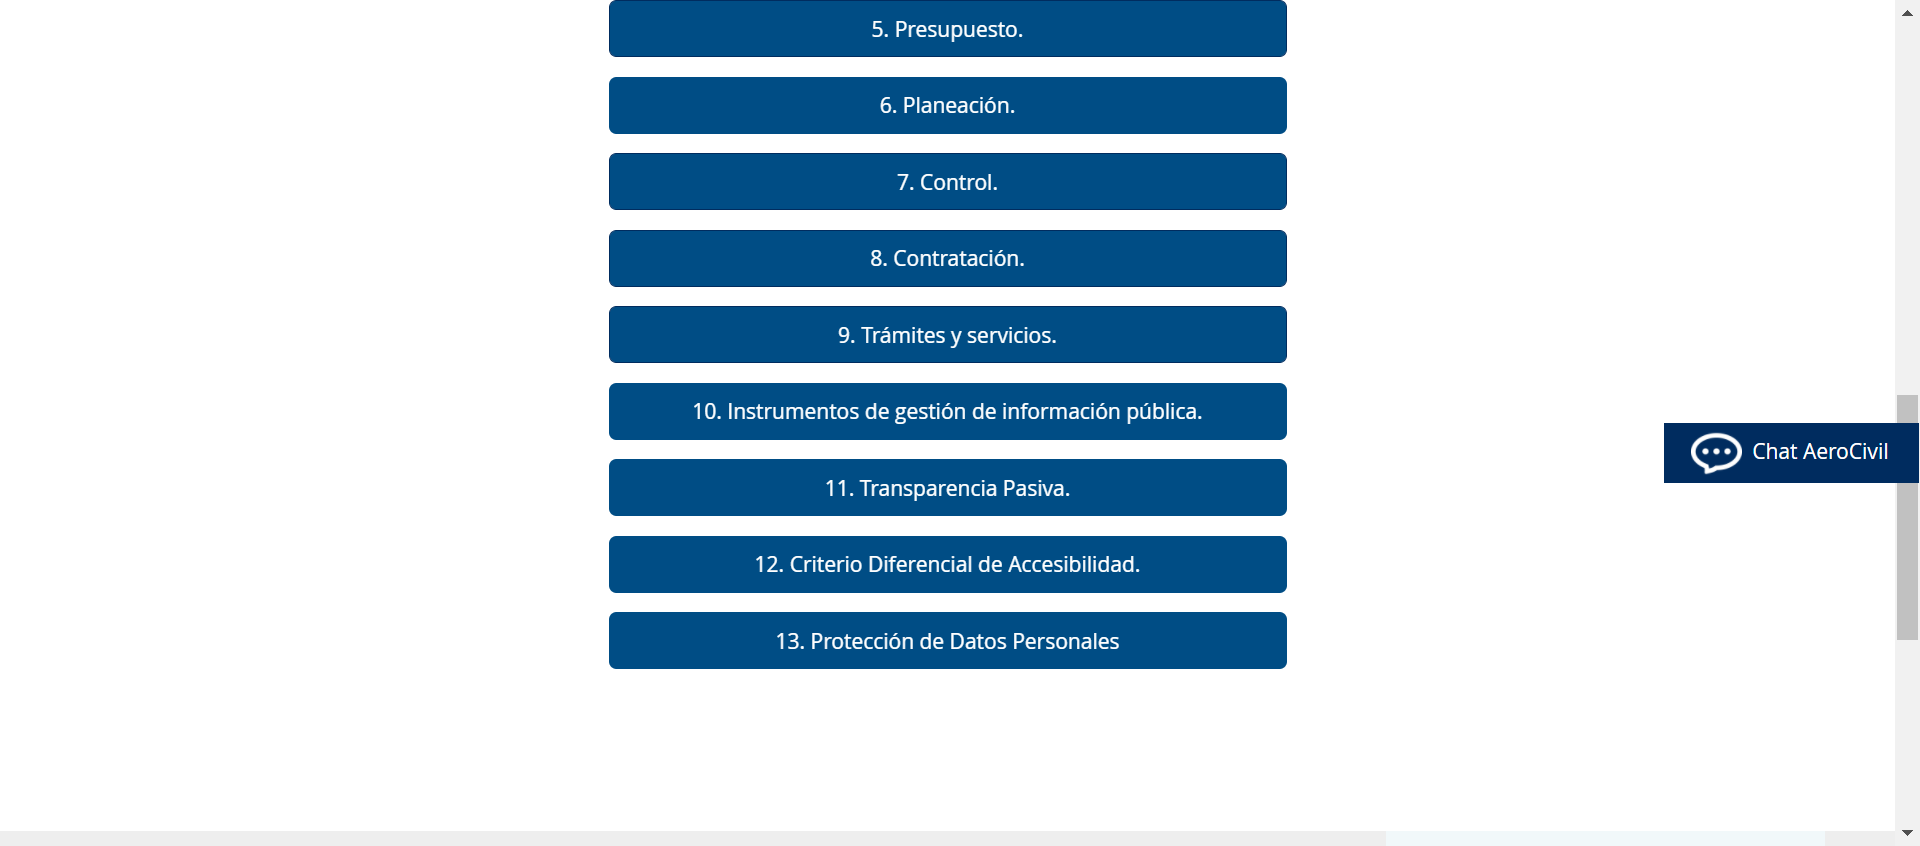 5. Presupuesto.
6. Planeación.
7. Control.
8. Contratación.
9. Trámites y servicios.
10. Instrumentos de gestión de información pública.
Chat AeroCivil
11. Transparencia Pasiva.
12. Criterio Diferencial de Accesibilidad.
13. Protección de Datos Personales